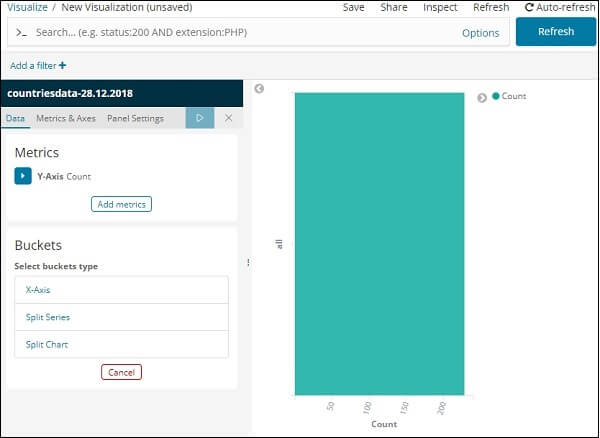 Visualize / New Visualization (unsaved) Save Share Inspect Refresh Auto-refresh
>_ Search... (e.g. status:200 AND extension:PHP) Options Refresh
Add a filter +
countriesdata-28.12.2018
Data Metrics & Axes Panel Settings
Metrics
Y-Axis Count
Add metrics
Buckets
Select buckets type
X-Axis
Split Series
Split Chart
Cancel
Count
all
50 100 150 200
Count